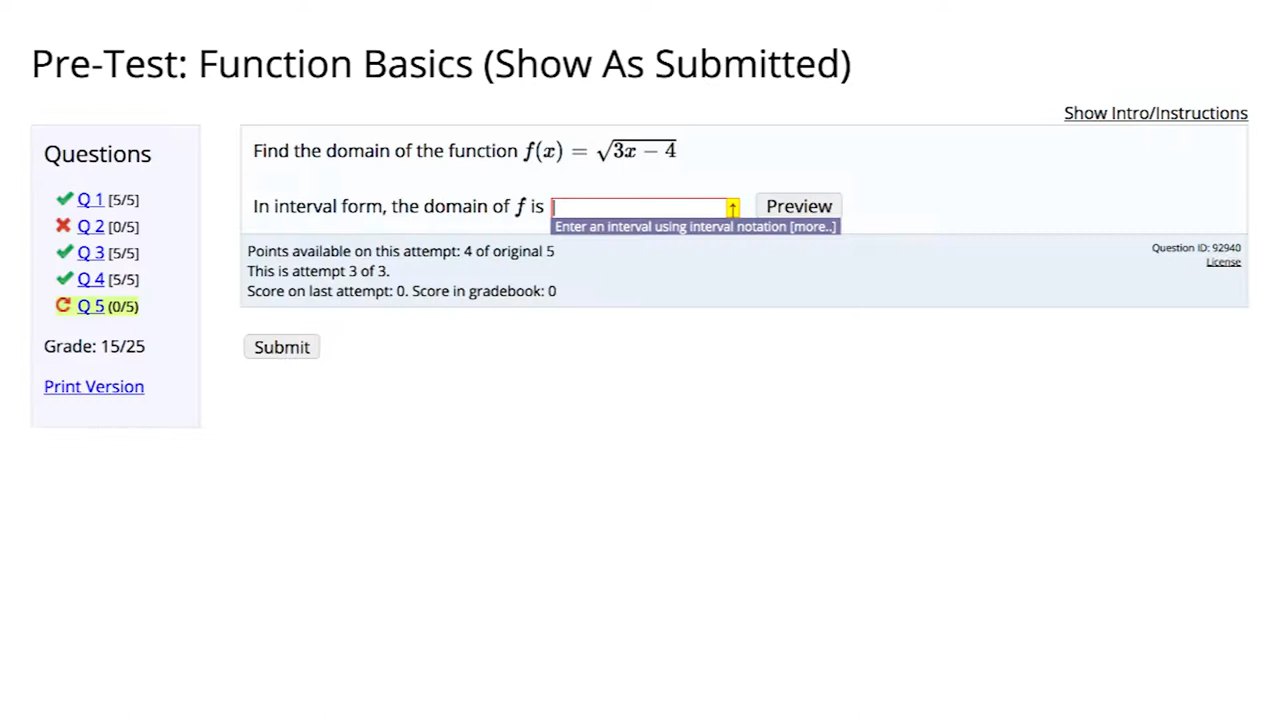 Pre-Test: Function Basics (Show As Submitted)
Show Intro/Instructions
Questions
Q 1 [5/5]
Q 2 [0/5]
Q 3 [5/5]
Q 4 [5/5]
Q 5 (0/5)
Grade: 15/25
Print Version
Find the domain of the function f(x) = √3x − 4
In interval form, the domain of f is ↑ Preview
Enter an interval using interval notation [more..]
Points available on this attempt: 4 of original 5
This is attempt 3 of 3.
Score on last attempt: 0. Score in gradebook: 0
Question ID: 92940
License
Submit